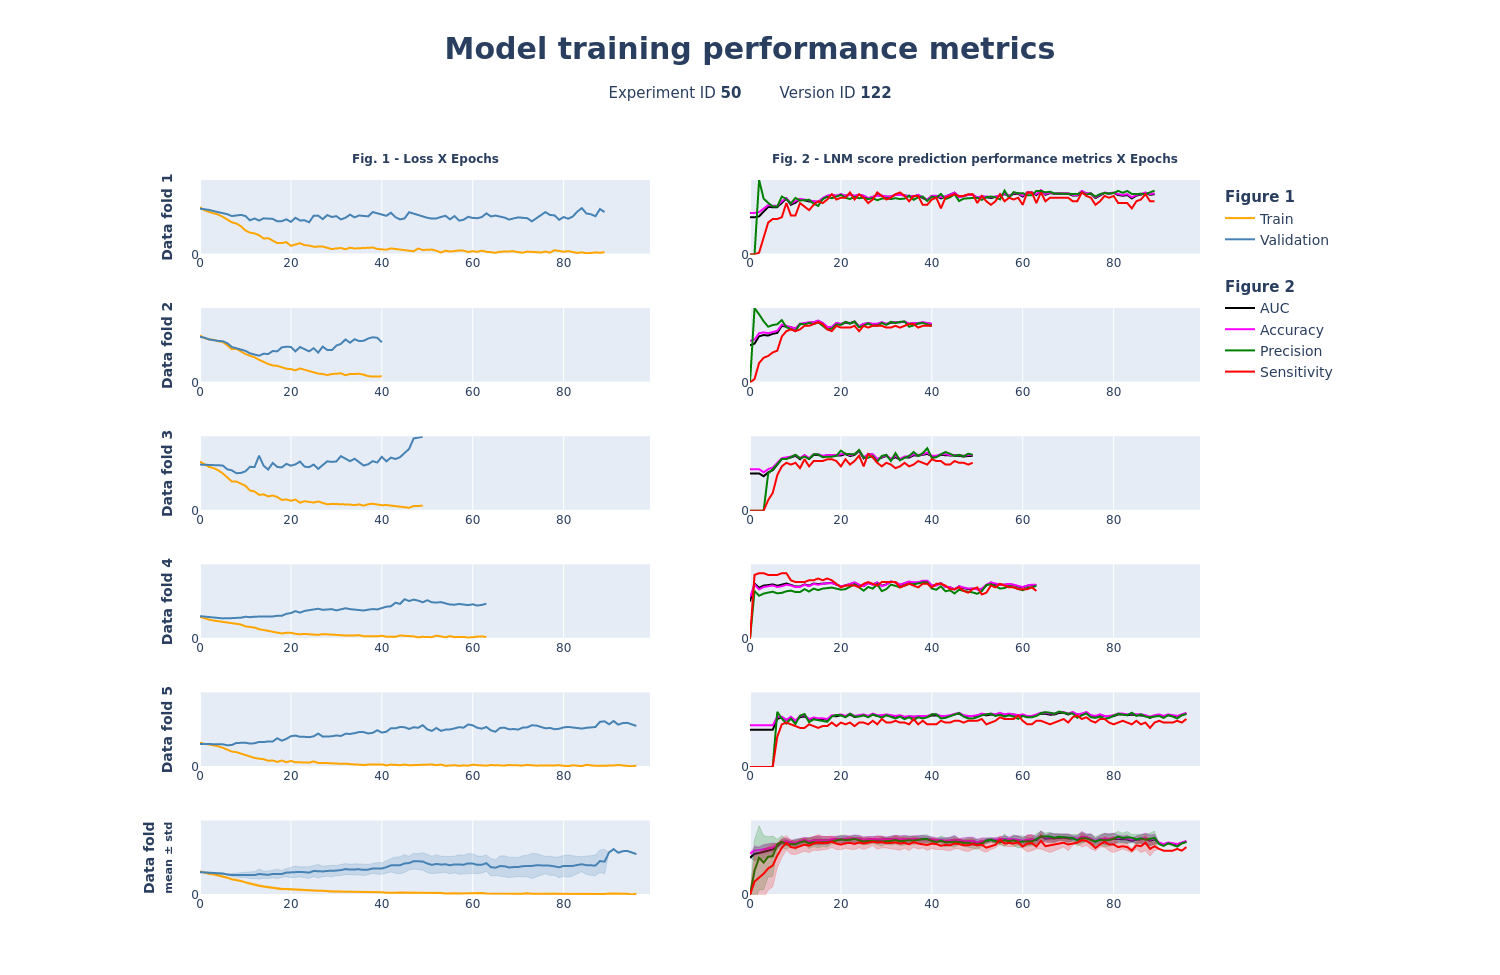 Model training performance metrics
Experiment ID 50 Version ID 122
Fig. 1 - Loss X Epochs
Fig. 2 - LNM score prediction performance metrics X Epochs
Data fold 1
0
0 20 40 60 80
0
0 20 40 60 80
Figure 1
Train
Validation
Figure 2
AUC
Accuracy
Precision
Sensitivity
Data fold 2
0
0 20 40 60 80
0
0 20 40 60 80
Data fold 3
0
0 20 40 60 80
0
0 20 40 60 80
Data fold 4
0
0 20 40 60 80
0
0 20 40 60 80
Data fold 5
0
0 20 40 60 80
0
0 20 40 60 80
Data fold
mean ± std
0
0 20 40 60 80
0
0 20 40 60 80